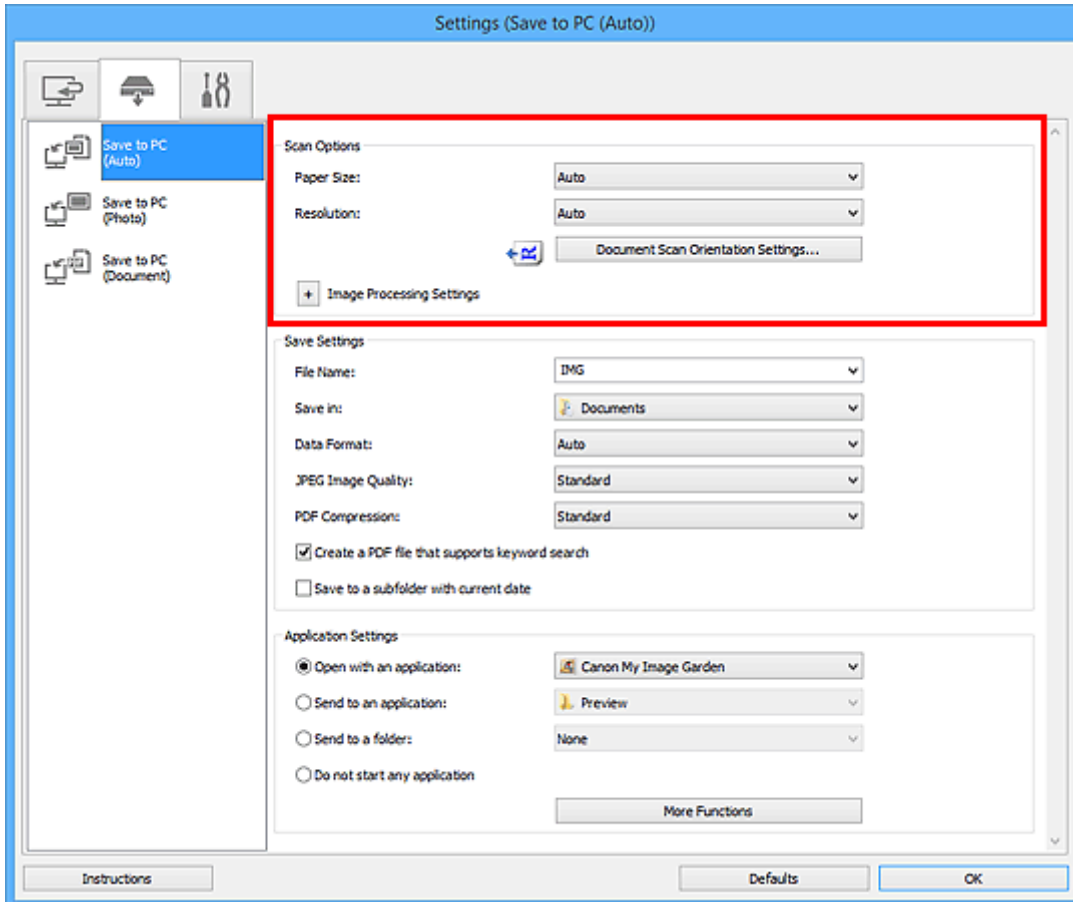 Settings (Save to PC (Auto))
Save to PC
(Auto)
Save to PC
(Photo)
Save to PC
(Document)
Scan Options
Paper Size: Auto
Resolution: Auto
R Document Scan Orientation Settings...
+ Image Processing Settings
Save Settings
File Name: IMG
Save in: Documents
Data Format: Auto
JPEG Image Quality: Standard
PDF Compression: Standard
Create a PDF file that supports keyword search
Save to a subfolder with current date
Application Settings
Open with an application: Canon My Image Garden
Send to an application: Preview
Send to a folder: None
Do not start any application
More Functions
Instructions Defaults OK